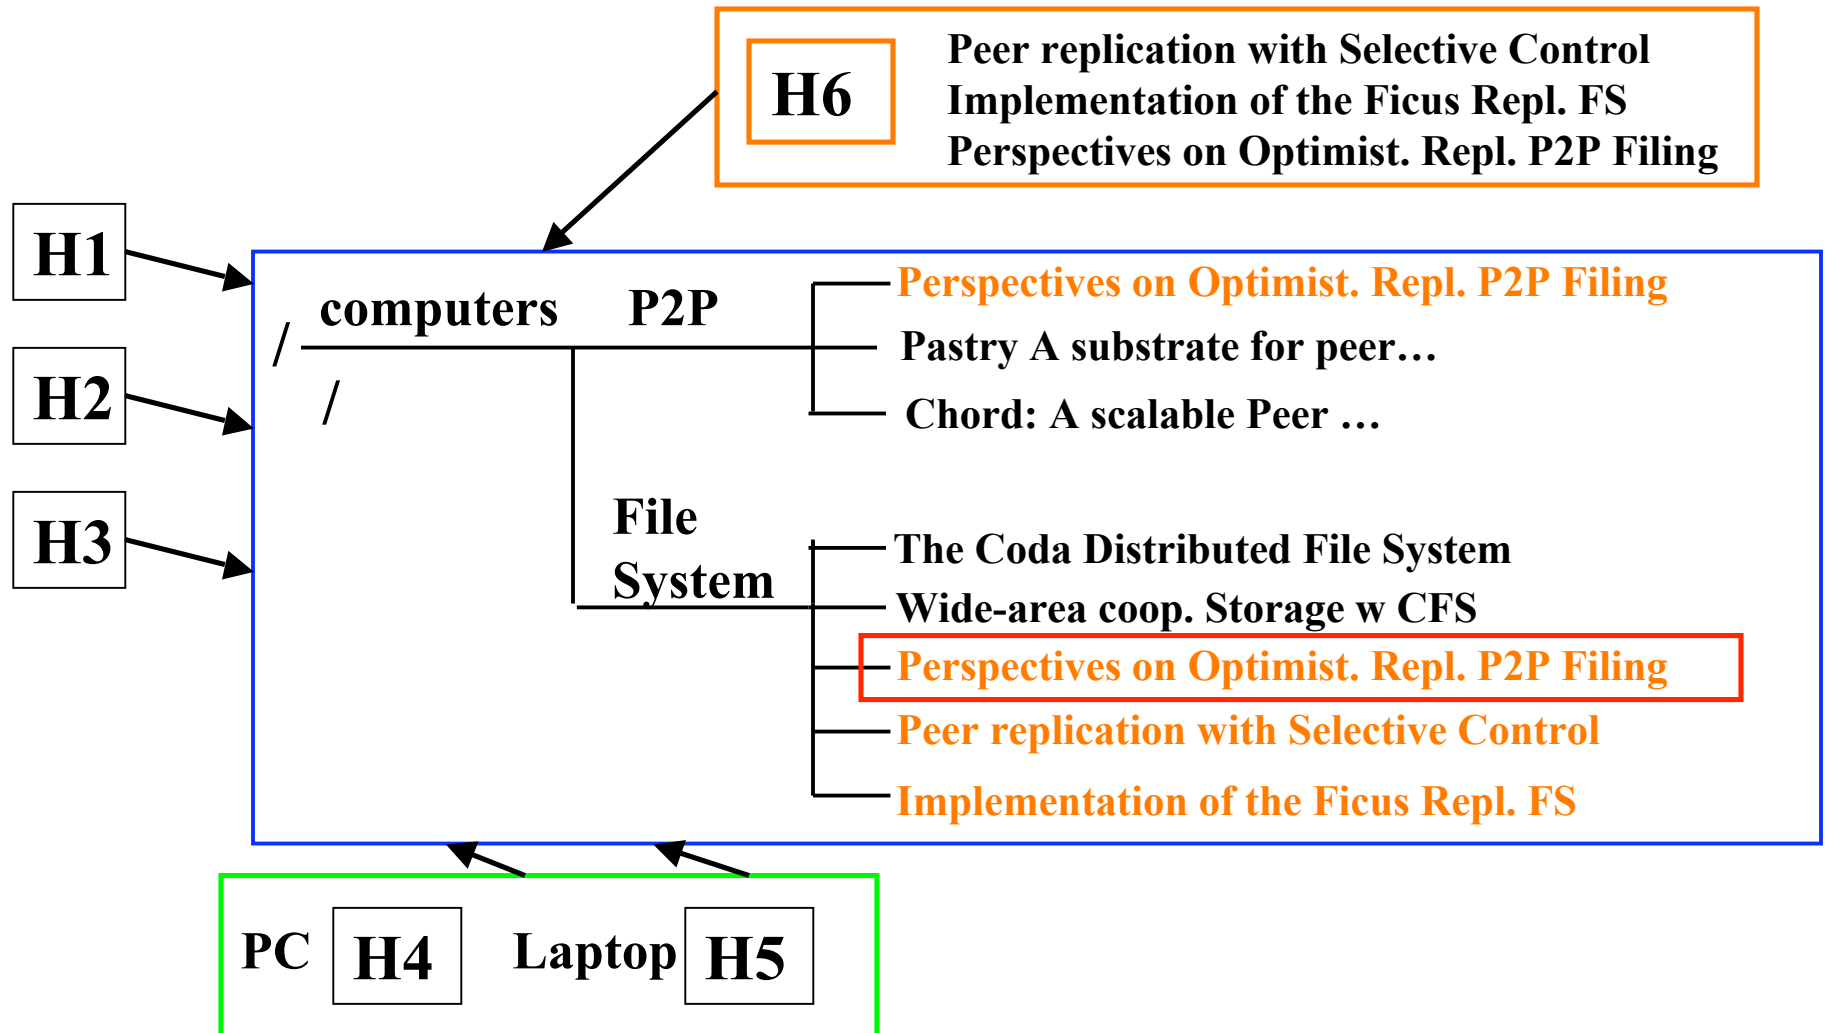 H6
Peer replication with Selective Control
Implementation of the Ficus Repl. FS
Perspectives on Optimist. Repl. P2P Filing
H1
H2
H3
/
computers
P2P
/
Perspectives on Optimist. Repl. P2P Filing
Pastry A substrate for peer…
Chord: A scalable Peer …
File
System
The Coda Distributed File System
Wide-area coop. Storage w CFS
Perspectives on Optimist. Repl. P2P Filing
Peer replication with Selective Control
Implementation of the Ficus Repl. FS
PC
H4
Laptop
H5